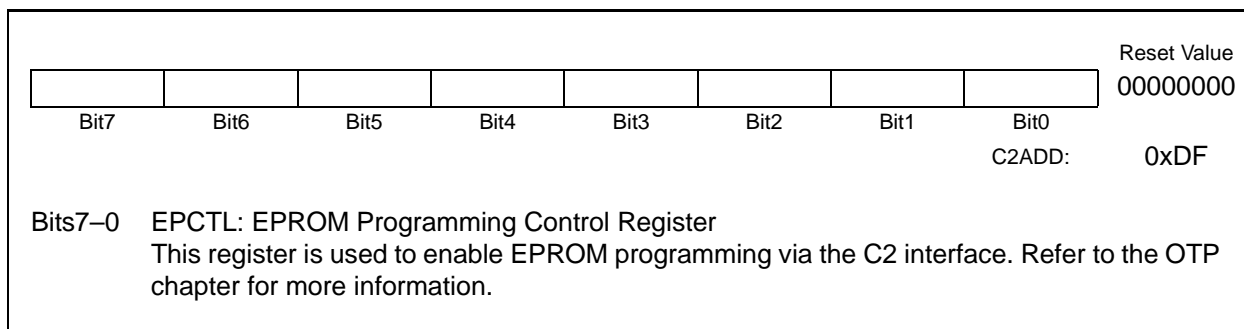 Reset Value
00000000
Bit7 Bit6 Bit5 Bit4 Bit3 Bit2 Bit1 Bit0
C2ADD: 0xDF
Bits7–0 EPCTL: EPROM Programming Control Register
This register is used to enable EPROM programming via the C2 interface. Refer to the OTP
chapter for more information.